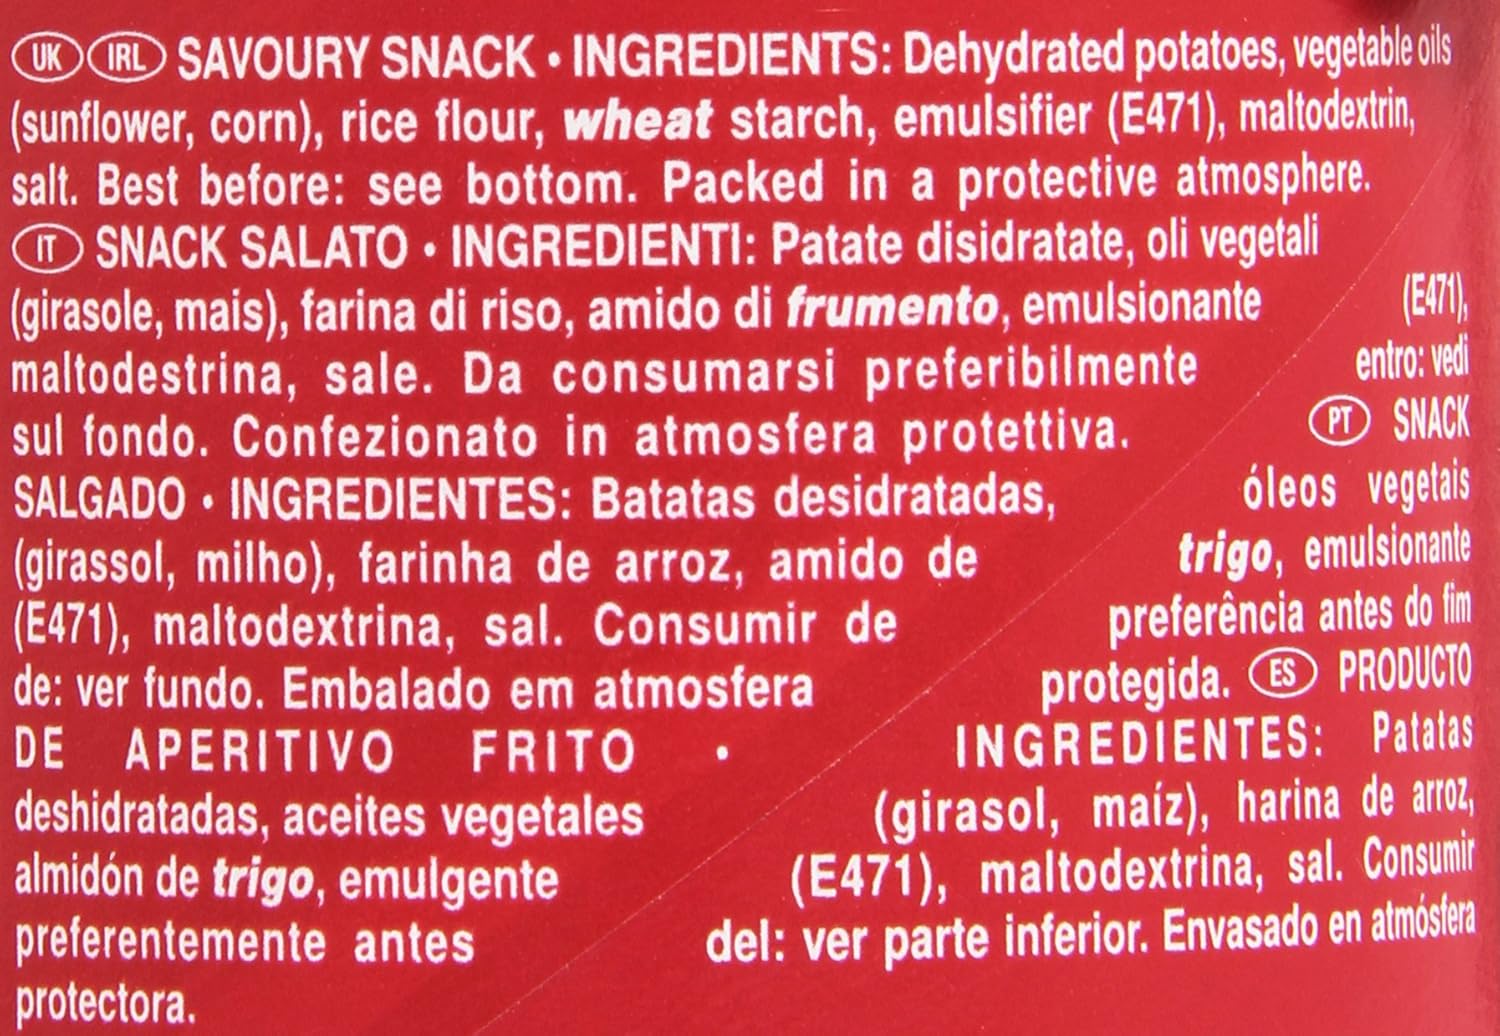 UK IRL SAVOURY SNACK • INGREDIENTS: Dehydrated potatoes, vegetable oils
(sunflower, corn), rice flour, wheat starch, emulsifier (E471), maltodextrin,
salt. Best before: see bottom. Packed in a protective atmosphere.
IT SNACK SALATO • INGREDIENTI: Patate disidratate, oli vegetali
(girasole, mais), farina di riso, amido di frumento, emulsionante (E471),
maltodestrina, sale. Da consumarsi preferibilmente entro: vedi
sul fondo. Confezionato in atmosfera protettiva. PT SNACK
SALGADO • INGREDIENTES: Batatas desidratadas, óleos vegetais
(girassol, milho), farinha de arroz, amido de trigo, emulsionante
(E471), maltodextrina, sal. Consumir de preferência antes do fim
de: ver fundo. Embalado em atmosfera protegida. ES PRODUCTO
DE APERITIVO FRITO • INGREDIENTES: Patatas
deshidratadas, aceites vegetales (girasol, maíz), harina de arroz,
almidón de trigo, emulgente (E471), maltodextrina, sal. Consumir
preferentemente antes del: ver parte inferior. Envasado en atmósfera
protectora.